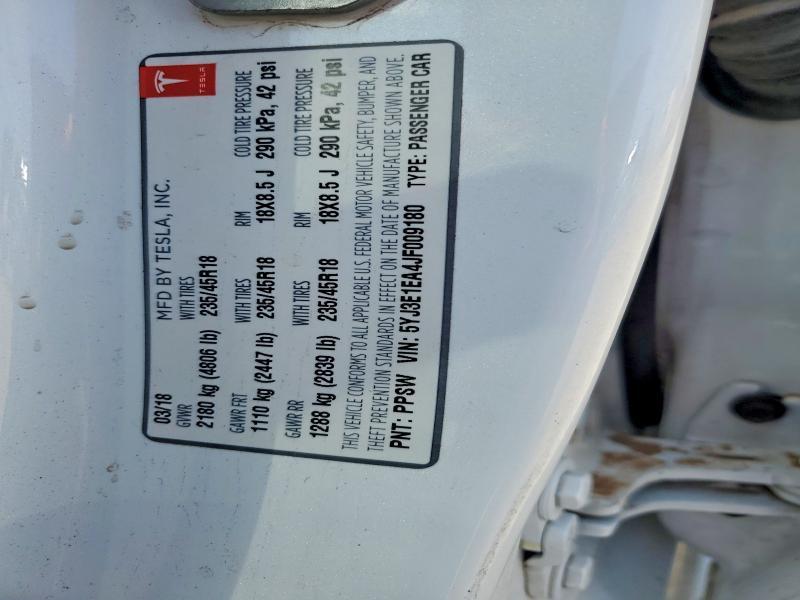 TESLA
03/18 MFD BY TESLA, INC.
GVWR WITH TIRES RIM COLD TIRE PRESSURE
2180 kg (4806 lb) 235/45R18 18X8.5 J 290 kPa, 42 psi
GAWR FRT WITH TIRES RIM COLD TIRE PRESSURE
1110 kg (2447 lb) 235/45R18 18X8.5 J 290 kPa, 42 psi
GAWR RR WITH TIRES
1288 kg (2839 lb) 235/45R18
THIS VEHICLE CONFORMS TO ALL APPLICABLE U.S. FEDERAL MOTOR VEHICLE SAFETY, BUMPER, AND
THEFT PREVENTION STANDARDS IN EFFECT ON THE DATE OF MANUFACTURE SHOWN ABOVE.
PNT: PPSW VIN: 5YJ3E1EA4JF009180 TYPE: PASSENGER CAR